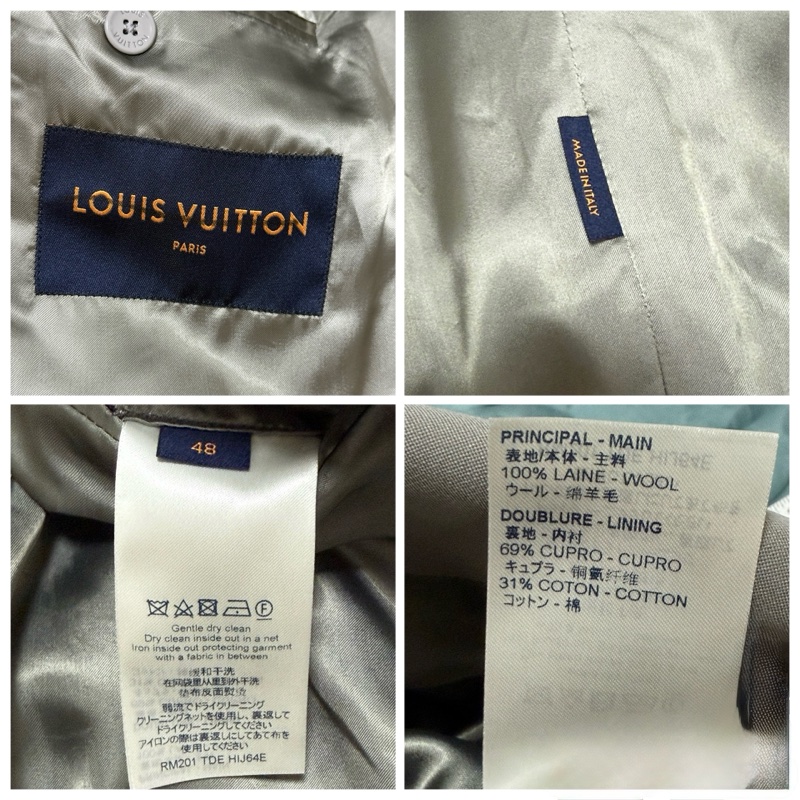 LOUIS VUITTON
LOUIS VUITTON
PARIS
MADE IN ITALY
48
Gentle dry clean
Dry clean inside out in a net
Iron inside out protecting garment
with a fabric in between
缓和干洗
在网袋里从里到外干洗
垫布反面熨烫
弱流でドライクリーニング
クリーニングネットを使用し、裏返して
ドライクリーニングしてください
アイロンの際は裏返しにしてあて布を
使用してください
RM201 TDE HIJ64E
PRINCIPAL - MAIN
表地/本体 - 主料
100% LAINE - WOOL
ウール - 绵羊毛
DOUBLURE - LINING
裏地 - 内衬
69% CUPRO - CUPRO
キュプラ - 铜氨纤维
31% COTON - COTTON
コットン - 棉